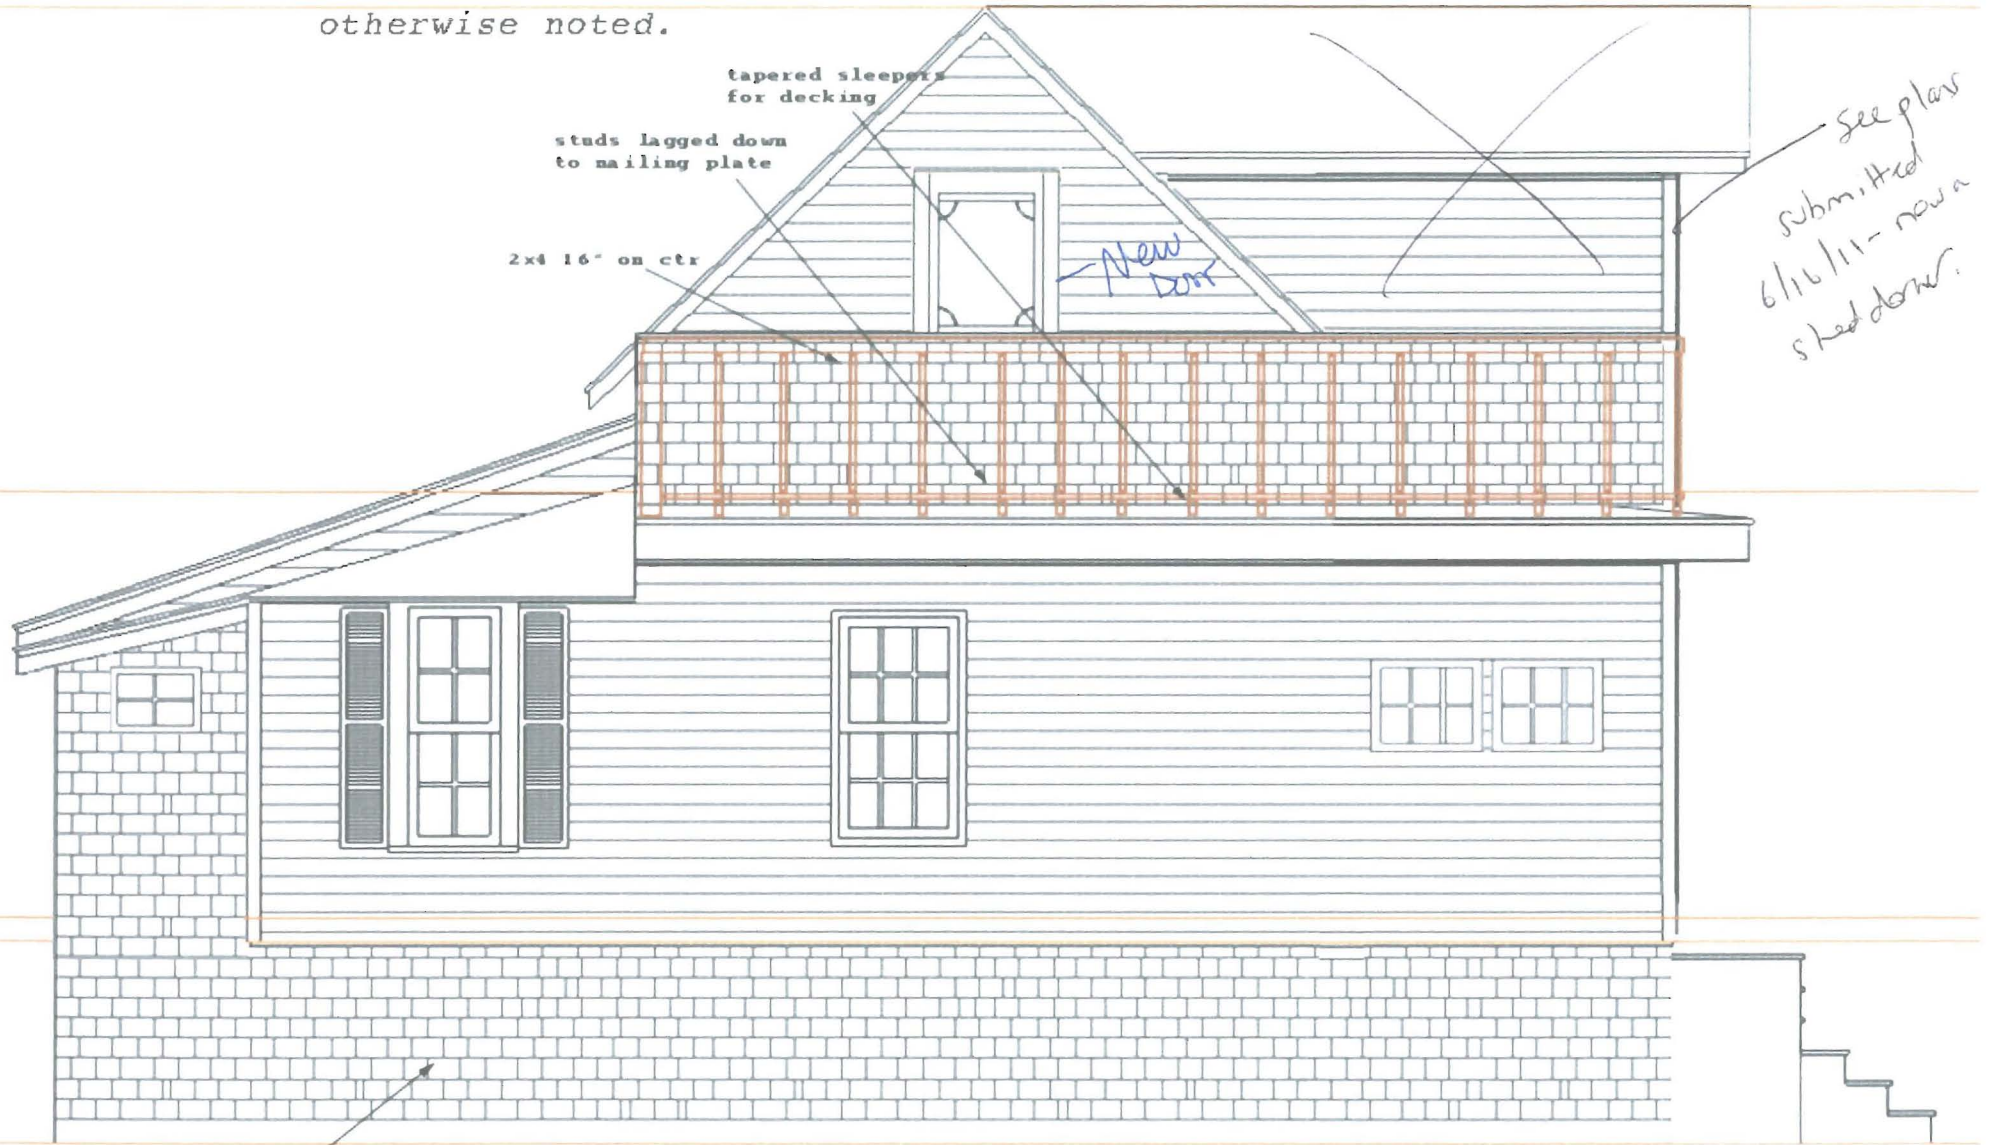 otherwise noted.
tapered sleepers
for decking
studs lagged down
to nailing plate
2x4 16" on ctr
New
Door
See plans
submitted
6/16/11 - now a
shed dormer.